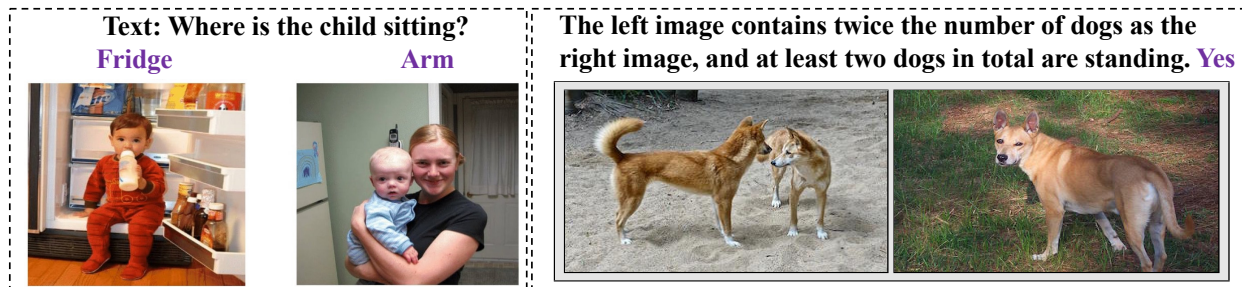 Text: Where is the child sitting?
Fridge
Arm
The left image contains twice the number of dogs as the
right image, and at least two dogs in total are standing. Yes